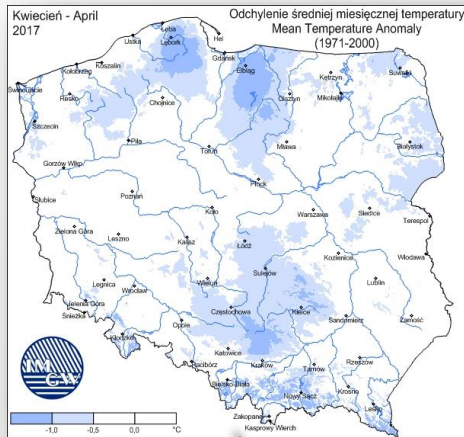 Kwiecień - April
2017
Odchylenie średniej miesięcznej temperatury
Mean Temperature Anomaly
(1971-2000)
Łeba
Ustka
Lębork
Hel
Gdańsk
Koszalin
Kołobrzeg
Elbląg
Kętrzyn
Suwałki
Świnoujście
Resko
Chojnice
Olsztyn
Mikołajki
Szczecin
Białystok
Piła
Toruń
Mława
Gorzów Wlkp.
Płock
Słubice
Poznań
Koło
Warszawa
Siedlce
Terespol
Zielona Góra
Leszno
Kalisz
Łódź
Kozienice
Włodawa
Sulejów
Legnica
Wrocław
Wieluń
Lublin
Jelenia Góra
Śnieżka
Częstochowa
Kielce
Opole
Sandomierz
Zamość
Kłodzko
Katowice
Racibórz
Kraków
Tarnów
Rzeszów
Bielsko-Biała
Nowy Sącz
Krosno
Lesko
Zakopane
Kasprowy Wierch
IMGW
-1,0
-0,5
0,0
°C